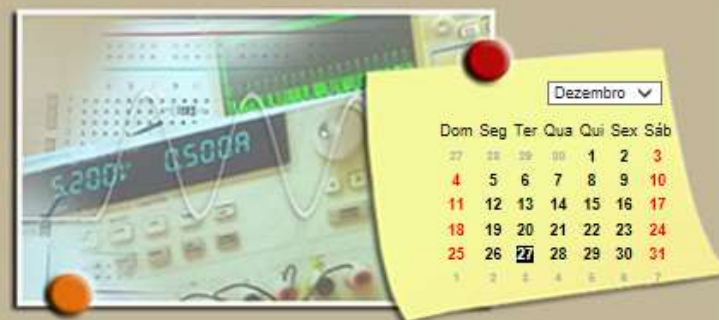 5.200V 0.500A
Dezembro
Dom Seg Ter Qua Qui Sex Sáb
27 28 29 30 1 2 3
4 5 6 7 8 9 10
11 12 13 14 15 16 17
18 19 20 21 22 23 24
25 26 27 28 29 30 31
1 2 3 4 5 6 7